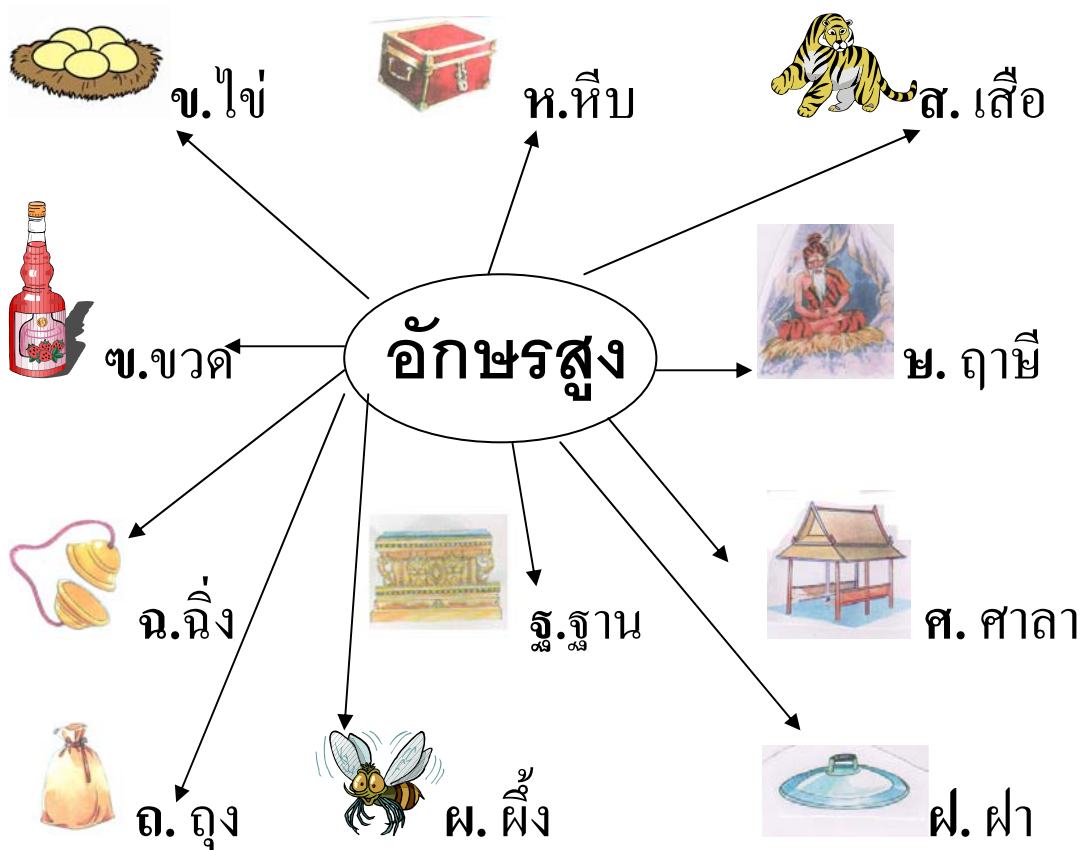 ข.ไข่
ห.หีบ
ส. เสือ
ฃ.ขวด
อักษรสูง
ษ. ฤาษี
ฉ.ฉิ่ง
ฐ.ฐาน
ศ. ศาลา
ถ. ถุง
ผ. ผึ้ง
ฝ. ฝา